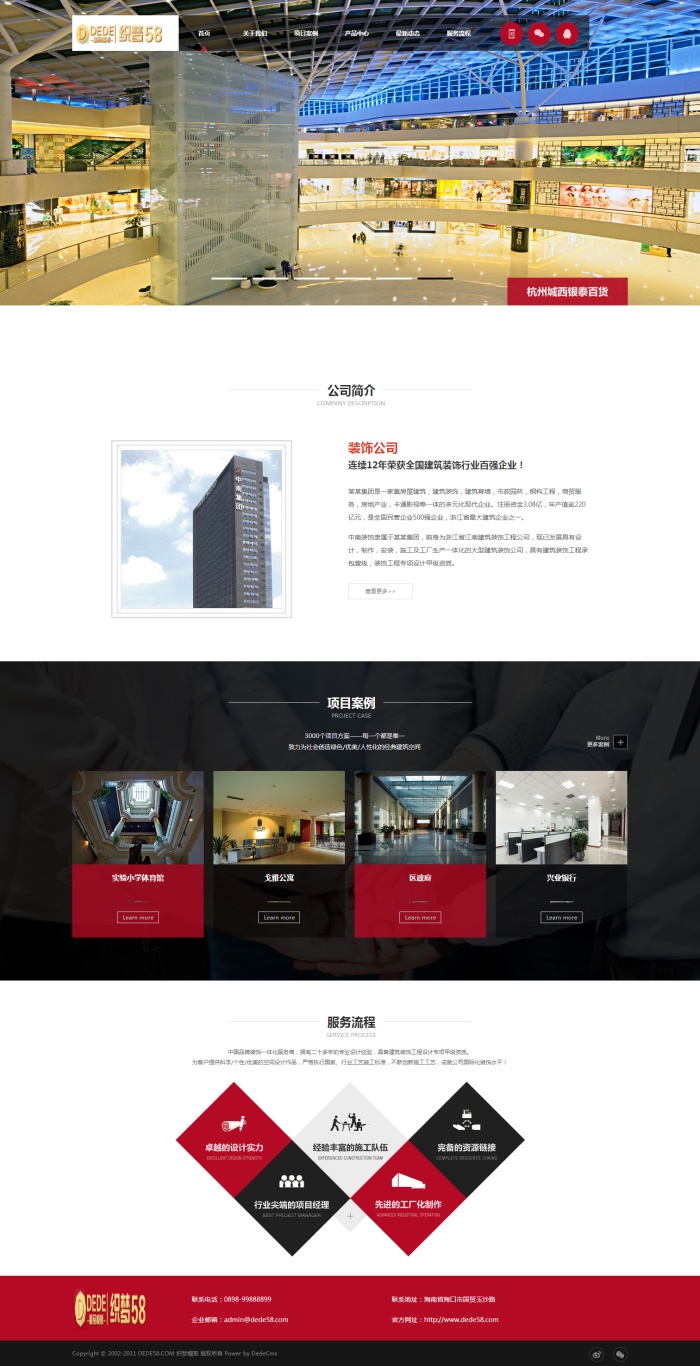 DEDE 织梦58
首页 关于我们 项目案例 产品中心 最新动态 服务流程
杭州城西银泰百货
公司简介
COMPANY DESCRIPTION
中南集团
装饰公司
连续12年荣获全国建筑装饰行业百强企业！
某某集团是一家集房屋建筑，建筑装饰，建筑幕墙，市政园林，钢构工程，商贸服
务，房地产业，卡通影视等一体的多元化现代企业。注册资金3.08亿，年产值逾220
亿元，是全国民营企业500强企业，浙江省最大建筑企业之一。
中南装饰隶属于某某集团，前身为浙江省江南建筑装饰工程公司，现已发展具有设
计，制作，安装，施工及工厂生产一体化的大型建筑装饰公司，具有建筑装饰工程承
包壹级，装饰工程专项设计甲级资质。
查看更多>>
项目案例
PROJECT CASE
3000个项目方案——每一个都是唯一
致力为社会创造绿色/优美/人性化的经典建筑空间
More
更多案例
实验小学体育馆
Learn more
戈雅公寓
Learn more
区政府
Learn more
兴业银行
Learn more
服务流程
SERVICE PROCESS
中国品牌装饰一体化服务商，拥有二十多年的专业设计经验，具备建筑装饰工程设计专项甲级资质。
为客户提供科学/个性/优美的空间设计作品，严格执行国家、行业工艺施工标准，不断创新施工工艺，成就公司国际化装饰水平！
卓越的设计实力
EXCELLENT DESIGN STRENGTH
经验丰富的施工队伍
EXPERIENCED CONSTRUCTION TEAM
完备的资源链接
COMPLETE RESOURCE CHAINS
行业尖端的项目经理
BEST PROJECT MANAGER
先进的工厂化制作
ADVANCED INDUSTRIAL OPERATION
DEDE 织梦58
联系电话：0898-99888899
联系地址：海南省海口市国贸玉沙路
企业邮箱：admin@dede58.com
官方网址：http://www.dede58.com
Copyright © 2002-2011 DEDE58.COM 织梦模板 版权所有 Power by DedeCms